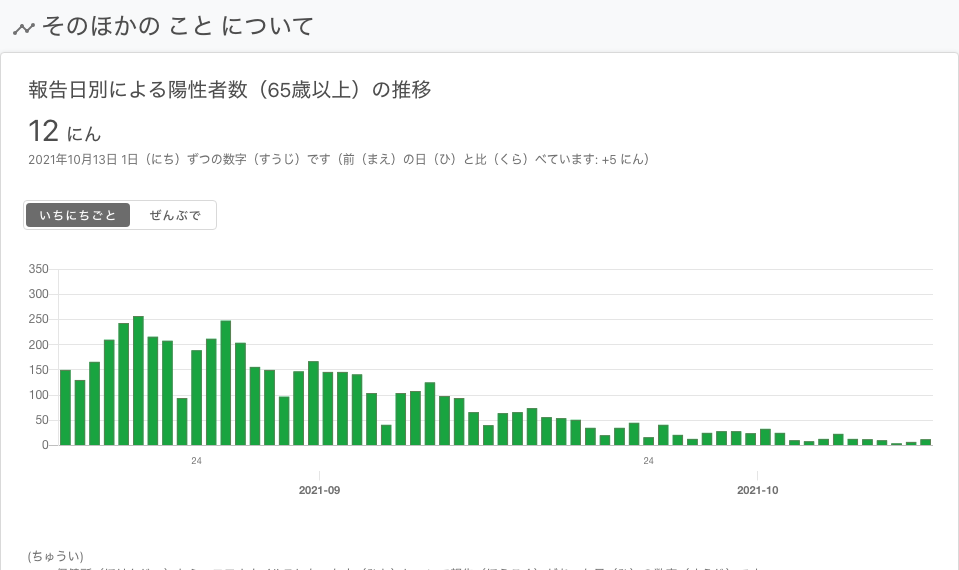 そのほかの こと について
報告日別による陽性者数（65歳以上）の推移
12 にん
2021年10月13日 1日（にち）ずつの数字（すうじ）です（前（まえ）の日（ひ）と比（くら）べています: +5 にん）
いちにちごと ぜんぶで
350
300
250
200
150
100
50
0
24 24
2021-09 2021-10
(ちゅうい)